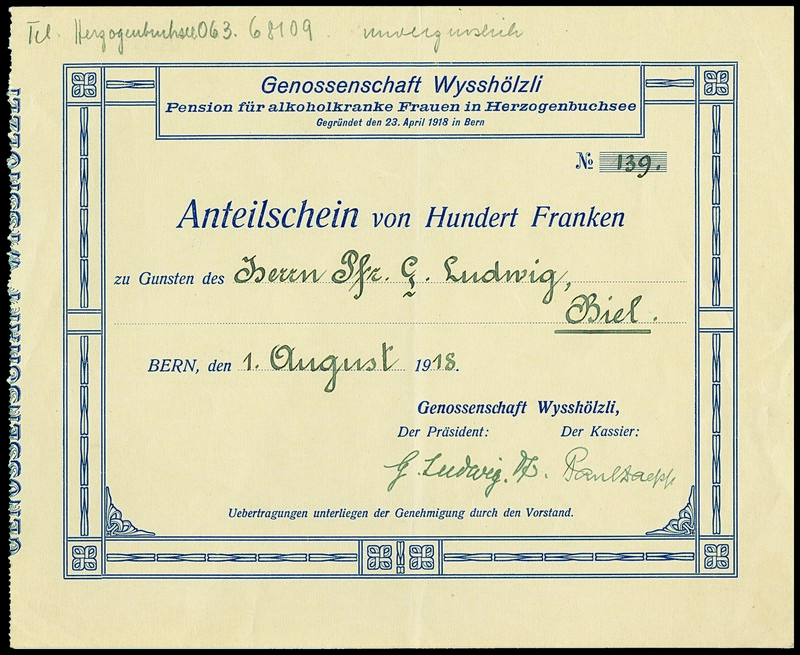 Tel. Herzogenbuchsee 063. 68109. unverzinslich
Genossenschaft Wysshölzli
Pension für alkoholkranke Frauen in Herzogenbuchsee
Gegründet den 23. April 1918 in Bern
№ 139.
Anteilschein von Hundert Franken
zu Gunsten des Herrn Pfr. G. Ludwig,
Biel.
BERN, den 1. August 1918.
Genossenschaft Wysshölzli,
Der Präsident: Der Kassier:
G. Ludwig. Pfr. Paul
Uebertragungen unterliegen der Genehmigung durch den Vorstand.